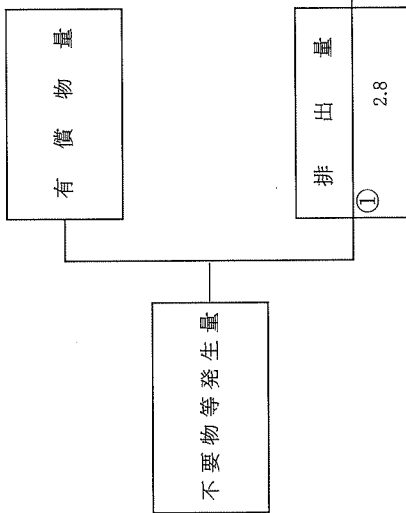 有償物量
不要物等発生量
排出量
①
2.8